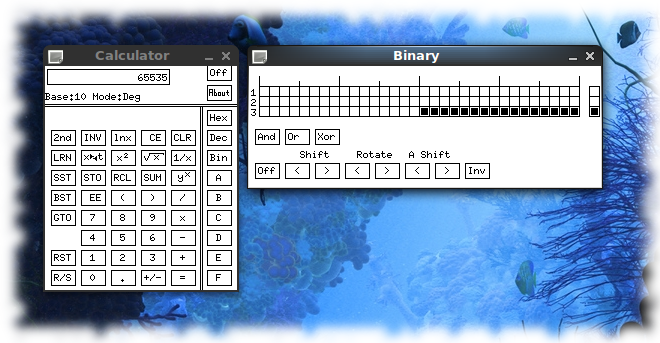 Calculator
65535
Off
Base:10 Mode:Deg
About
Hex
2nd INV lnx CE CLR Dec
LRN x⇌t x² √x 1/x Bin
SST STO RCL SUM yˣ A
BST EE ( ) / B
GTO 7 8 9 x C
4 5 6 - D
RST 1 2 3 + E
R/S 0 . +/- = F
Binary
1
2
3
And Or Xor
Shift Rotate A Shift
Off < > < > < > Inv